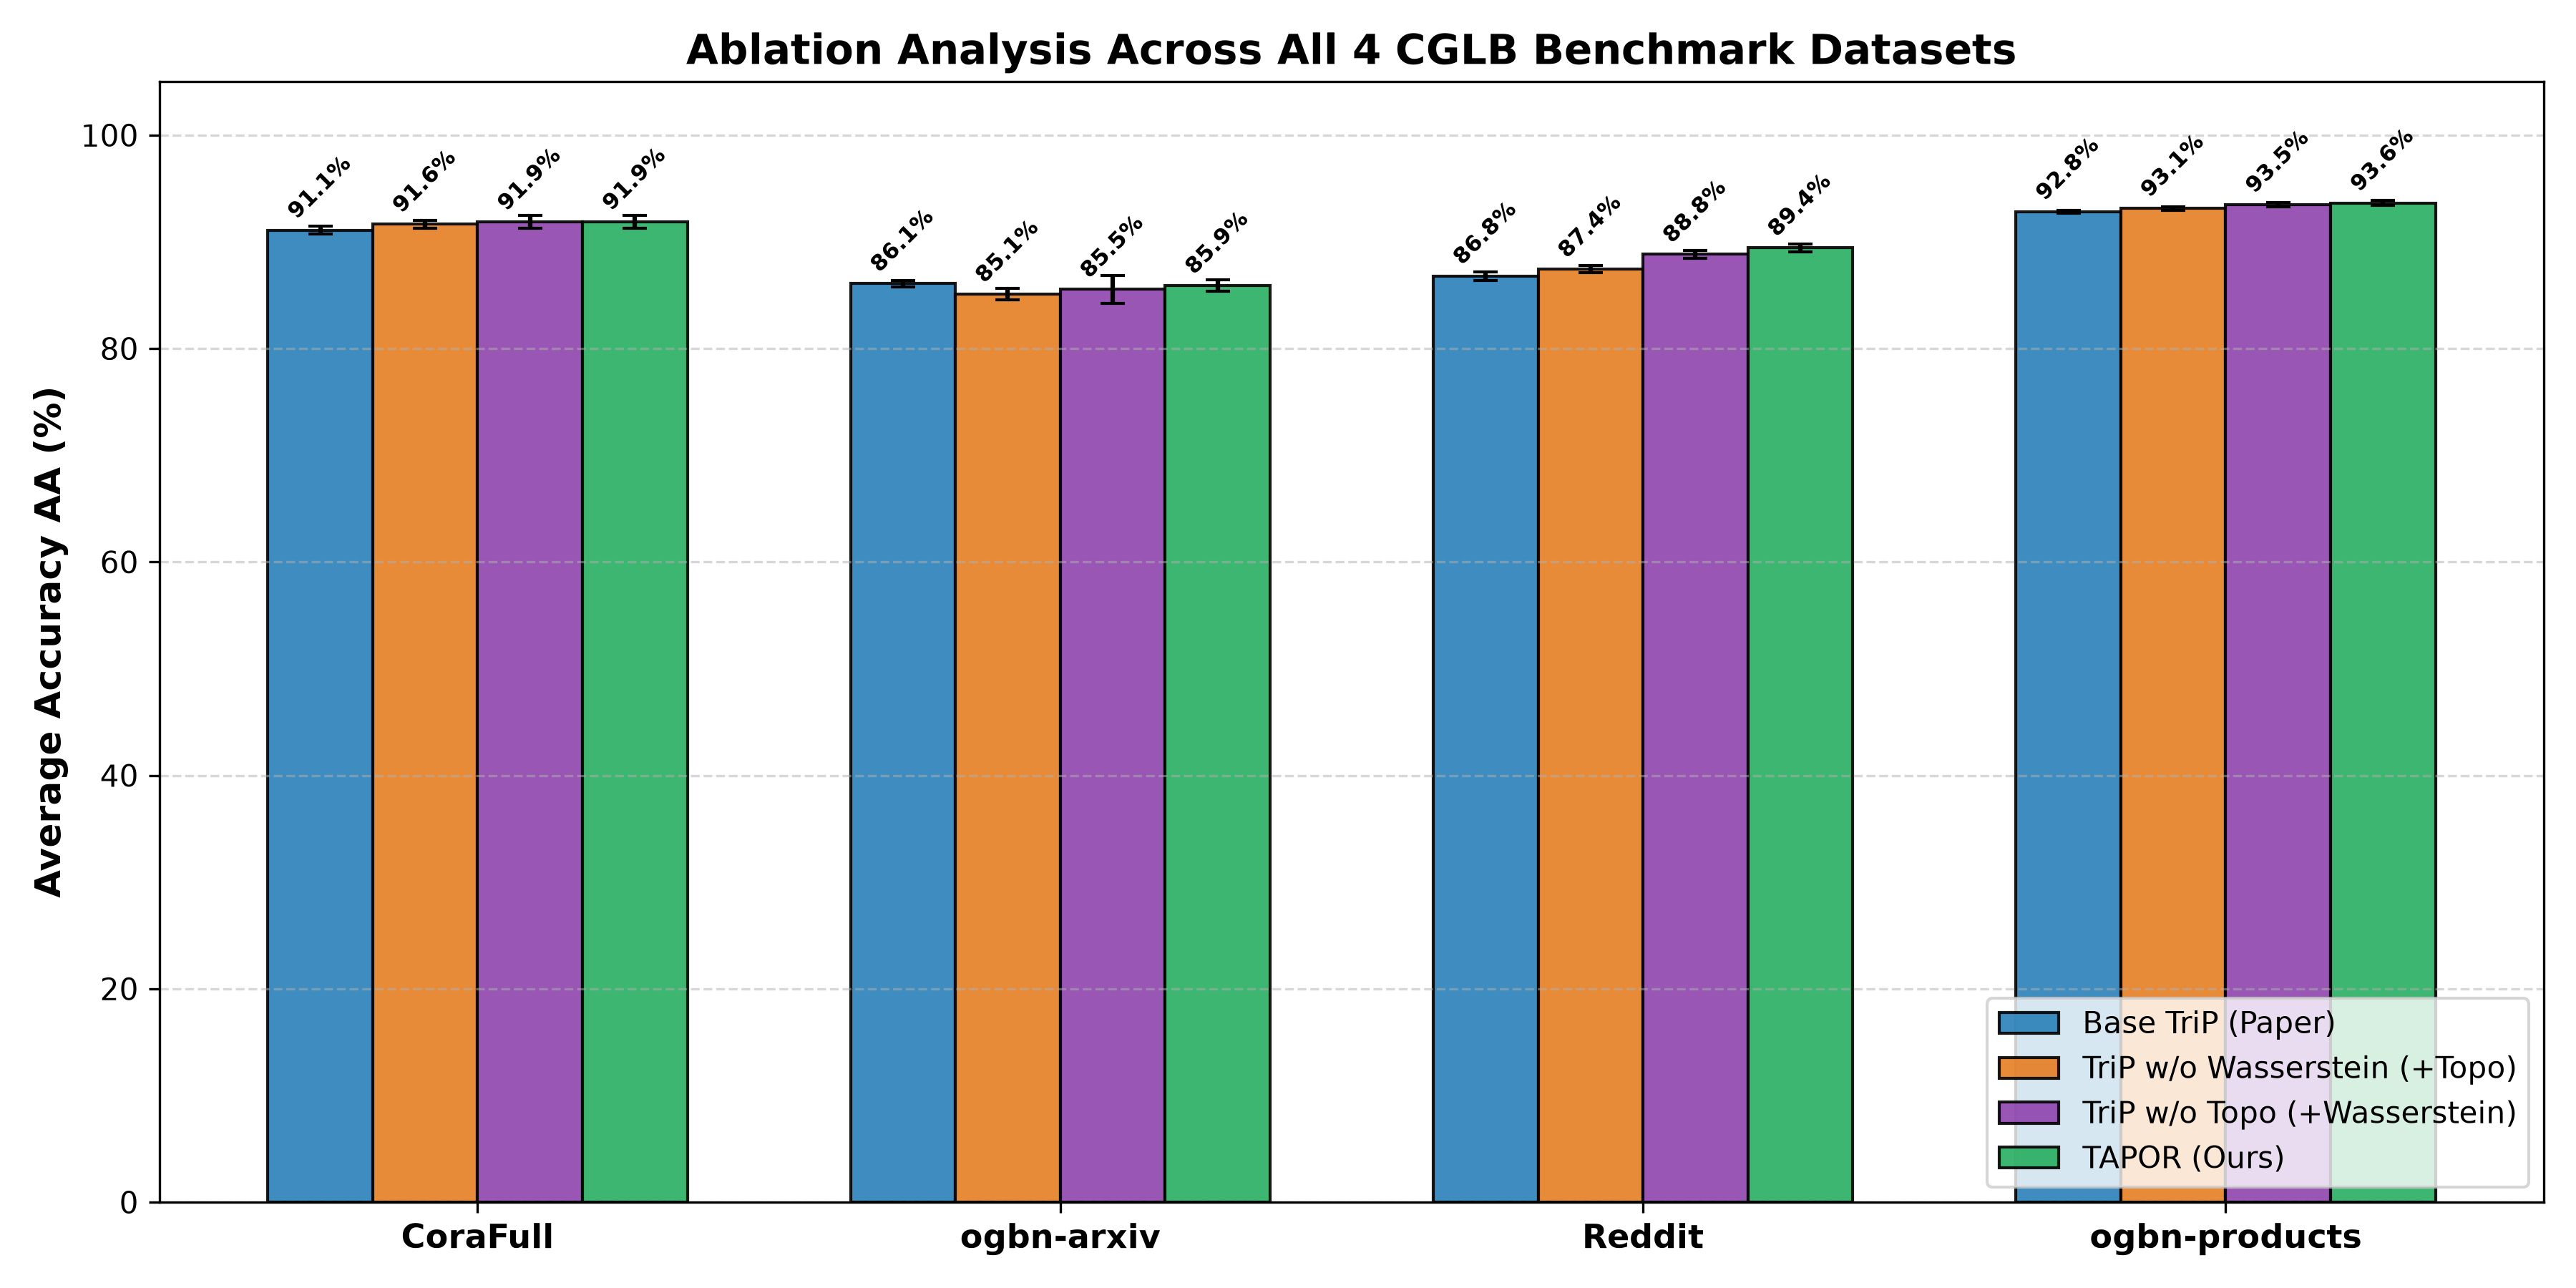 Ablation Analysis Across All 4 CGLB Benchmark Datasets
Average Accuracy AA (%)
100
80
60
40
20
0
91.1%
91.6%
91.9%
91.9%
86.1%
85.1%
85.5%
85.9%
86.8%
87.4%
88.8%
89.4%
92.8%
93.1%
93.5%
93.6%
Base TriP (Paper)
TriP w/o Wasserstein (+Topo)
TriP w/o Topo (+Wasserstein)
TAPOR (Ours)
CoraFull
ogbn-arxiv
Reddit
ogbn-products